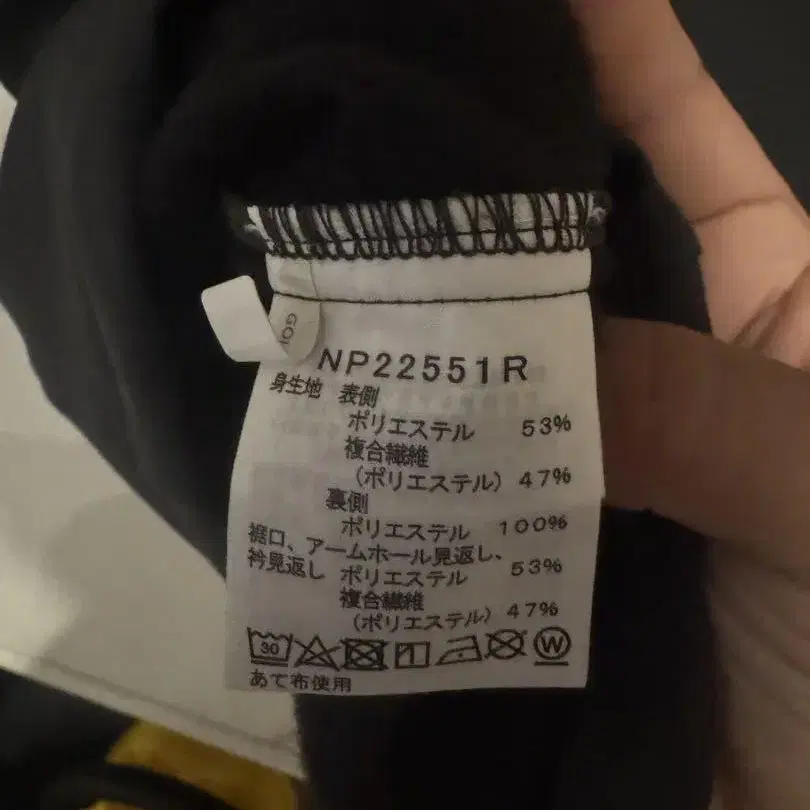 GO
NP22551R
身生地 表側
ポリエステル 53%
複合繊維
(ポリエステル) 47%
裏側
ポリエステル 100%
裾口、アームホール見返し、
衿見返し ポリエステル 53%
複合繊維
(ポリエステル) 47%
30 W
あて布使用